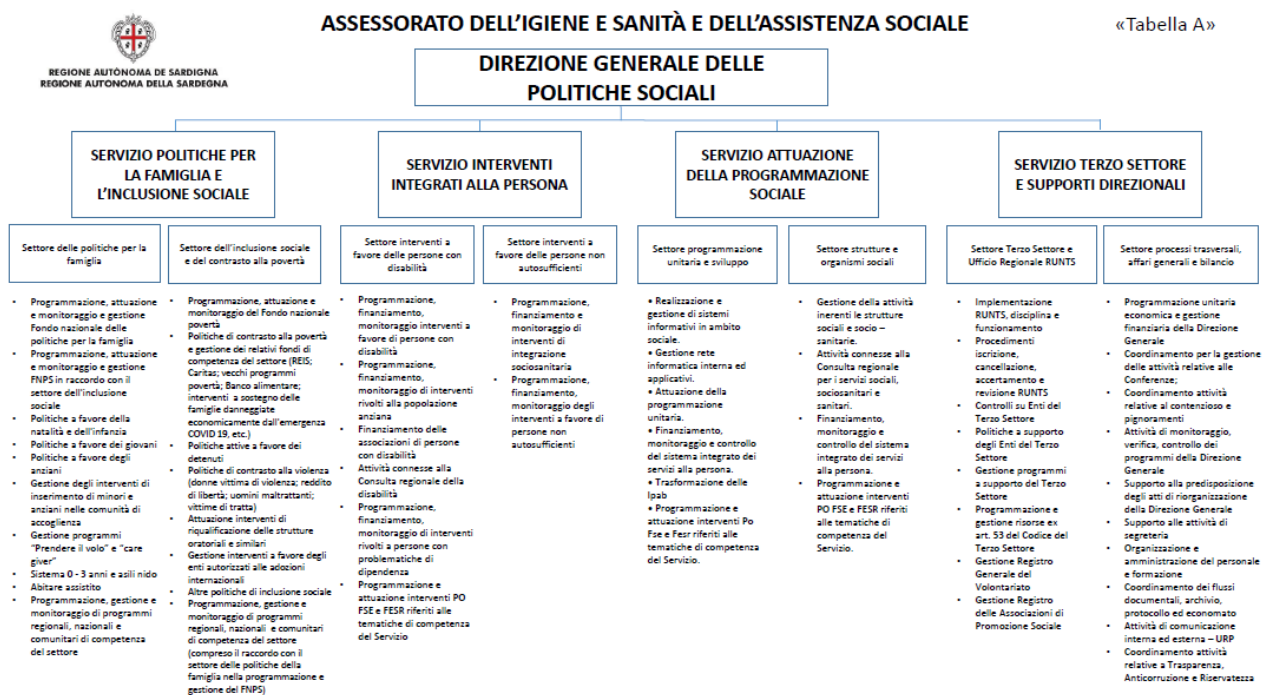 ASSESSORATO DELL'IGIENE E SANITÀ E DELL'ASSISTENZA SOCIALE
«Tabella A»
REGIONE AUTÒNOMA DE SARDIGNA
REGIONE AUTONOMA DELLA SARDEGNA
DIREZIONE GENERALE DELLE
POLITICHE SOCIALI
SERVIZIO POLITICHE PER
LA FAMIGLIA E
L'INCLUSIONE SOCIALE
SERVIZIO INTERVENTI
INTEGRATI ALLA PERSONA
SERVIZIO ATTUAZIONE
DELLA PROGRAMMAZIONE
SOCIALE
SERVIZIO TERZO SETTORE
E SUPPORTI DIREZIONALI
Settore delle politiche per la
famiglia
• Programmazione, attuazione
e monitoraggio e gestione
Fondo nazionale delle
politiche per la famiglia
• Programmazione, attuazione
e monitoraggio e gestione
FNPS in raccordo con il
settore dell'inclusione
sociale
• Politiche a favore della
natalità e dell'infanzia
• Politiche a favore dei giovani
• Politiche a favore degli
anziani
• Gestione degli interventi di
inserimento di minori e
anziani nelle comunità di
accoglienza
• Gestione programmi
"Prendere il volo" e "care
giver"
• Sistema 0 - 3 anni e asili nido
• Abitare assistito
• Programmazione, gestione e
monitoraggio di programmi
regionali, nazionali e
comunitari di competenza
del settore
Settore dell'inclusione sociale
e del contrasto alla povertà
• Programmazione, attuazione e
monitoraggio del Fondo nazionale
povertà
• Politiche di contrasto alla povertà
e gestione dei relativi fondi di
competenza del settore (REIS;
Caritas; vecchi programmi
povertà; Banco alimentare;
interventi a sostegno delle
famiglie danneggiate
economicamente dall'emergenza
COVID 19, etc.)
• Politiche attive a favore dei
detenuti
• Politiche di contrasto alla violenza
(donne vittima di violenza; reddito
di libertà; uomini maltrattanti;
vittime di tratta)
• Attuazione interventi di
riqualificazione delle strutture
oratoriali e similari
• Gestione interventi a favore degli
enti autorizzati alle adozioni
internazionali
• Altre politiche di inclusione sociale
• Programmazione, gestione e
monitoraggio di programmi
regionali, nazionali e comunitari
di competenza del settore
(compreso il raccordo con il
settore delle politiche della
famiglia nella programmazione e
gestione del FNPS)
Settore interventi a
favore delle persone con
disabilità
• Programmazione,
finanziamento,
monitoraggio interventi a
favore di persone con
disabilità
• Programmazione,
finanziamento,
monitoraggio di interventi
rivolti alla popolazione
anziana
• Finanziamento delle
associazioni di persone
con disabilità
• Attività connesse alla
Consulta regionale della
disabilità
• Programmazione,
finanziamento,
monitoraggio di interventi
rivolti a persone con
problematiche di
dipendenza
• Programmazione e
attuazione interventi PO
FSE e FESR riferiti alle
tematiche di competenza
del Servizio
Settore interventi a
favore delle persone non
autosufficienti
• Programmazione,
finanziamento e
monitoraggio di
interventi di
integrazione
sociosanitaria
• Programmazione,
finanziamento,
monitoraggio degli
interventi a favore di
persone non
autosufficienti
Settore programmazione
unitaria e sviluppo
• Realizzazione e
gestione di sistemi
informativi in ambito
sociale.
• Gestione rete
informatica interna ed
applicativi.
• Attuazione della
programmazione
unitaria.
• Finanziamento,
monitoraggio e controllo
del sistema integrato dei
servizi alla persona.
• Trasformazione delle
Ipab
• Programmazione e
attuazione interventi Po
Fse e Fesr riferiti alle
tematiche di competenza
del Servizio.
Settore strutture e
organismi sociali
• Gestione della attività
inerenti le strutture
sociali e socio –
sanitarie.
• Attività connesse alla
Consulta regionale
per i servizi sociali,
sociosanitari e
sanitari.
• Finanziamento,
monitoraggio e
controllo del sistema
integrato dei servizi
alla persona.
• Programmazione e
attuazione interventi
PO FSE e FESR riferiti
alle tematiche di
competenza del
Servizio.
Settore Terzo Settore e
Ufficio Regionale RUNTS
• Implementazione
RUNTS, disciplina e
funzionamento
• Procedimenti
iscrizione,
cancellazione,
accertamento e
revisione RUNTS
• Controlli su Enti del
Terzo Settore
• Politiche a supporto
degli Enti del Terzo
Settore
• Gestione programmi
a supporto del Terzo
Settore
• Programmazione e
gestione risorse ex
art. 53 del Codice del
Terzo Settore
• Gestione Registro
Generale del
Volontariato
• Gestione Registro
delle Associazioni di
Promozione Sociale
Settore processi trasversali,
affari generali e bilancio
• Programmazione unitaria
economica e gestione
finanziaria della Direzione
Generale
• Coordinamento per la gestione
delle attività relative alle
Conferenze;
• Coordinamento attività
relative al contenzioso e
pignoramenti
• Attività di monitoraggio,
verifica, controllo dei
programmi della Direzione
Generale
• Supporto alla predisposizione
degli atti di riorganizzazione
della Direzione Generale
• Supporto alle attività di
segreteria
• Organizzazione e
amministrazione del personale
e formazione
• Coordinamento dei flussi
documentali, archivio,
protocollo ed economato
• Attività di comunicazione
interna ed esterna – URP
• Coordinamento attività
relative a Trasparenza,
Anticorruzione e Riservatezza